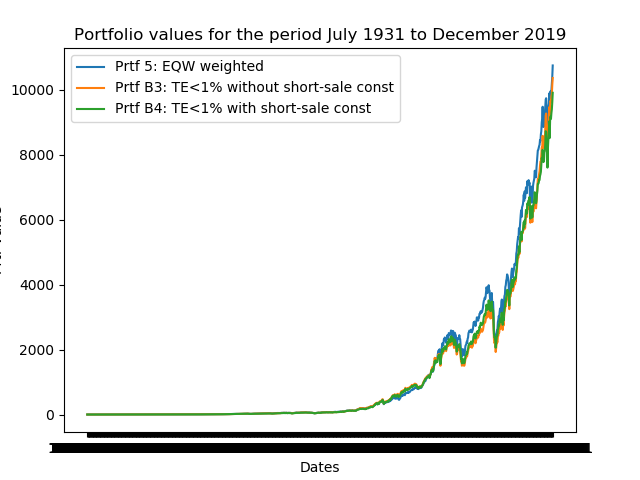 Portfolio values for the period July 1931 to December 2019
Prtf 5: EQW weighted
Prtf B3: TE<1% without short-sale const
Prtf B4: TE<1% with short-sale const
10000
8000
6000
4000
2000
0
Dates